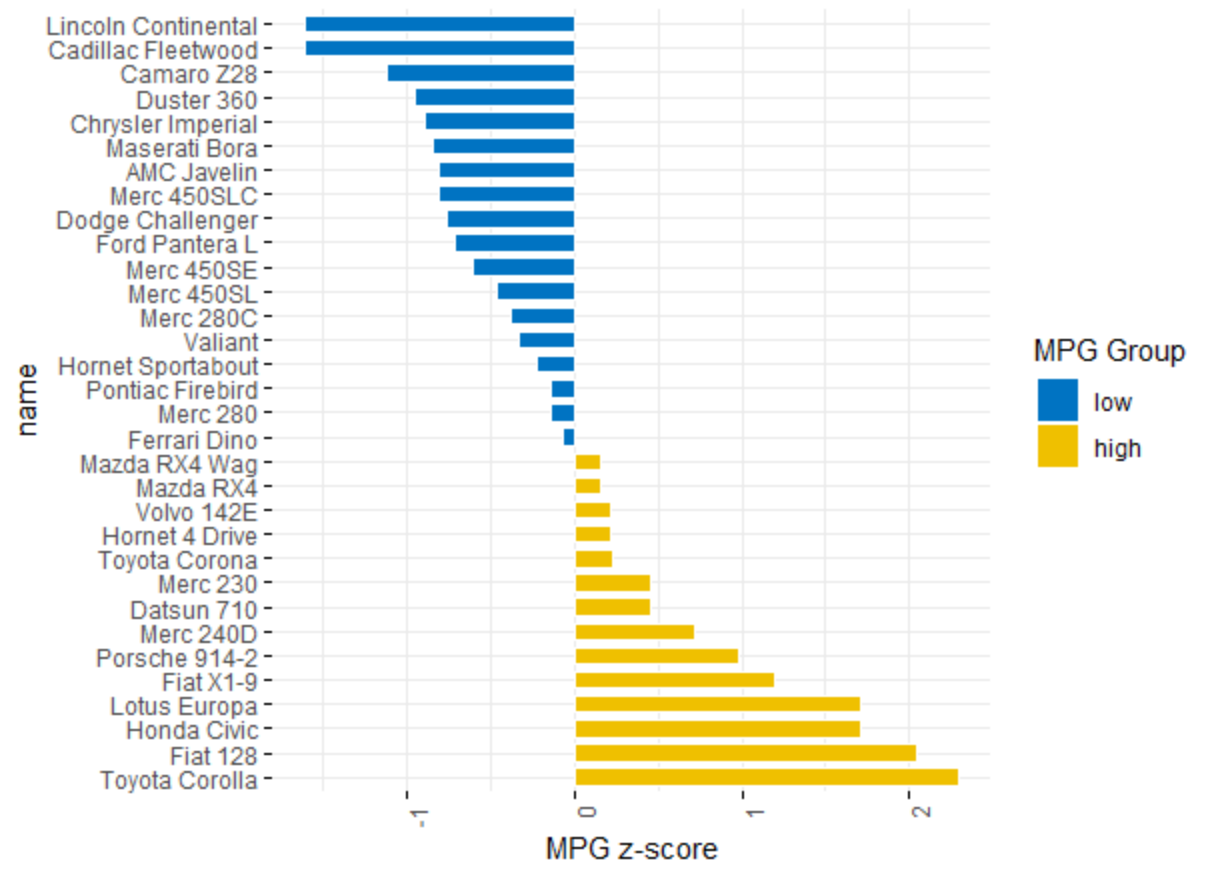 Lincoln Continental
Cadillac Fleetwood
Camaro Z28
Duster 360
Chrysler Imperial
Maserati Bora
AMC Javelin
Merc 450SLC
Dodge Challenger
Ford Pantera L
Merc 450SE
Merc 450SL
Merc 280C
Valiant
Hornet Sportabout
Pontiac Firebird
Merc 280
Ferrari Dino
Mazda RX4 Wag
Mazda RX4
Volvo 142E
Hornet 4 Drive
Toyota Corona
Merc 230
Datsun 710
Merc 240D
Porsche 914-2
Fiat X1-9
Lotus Europa
Honda Civic
Fiat 128
Toyota Corolla
name
-1 0 1 2
MPG z-score
MPG Group
low
high